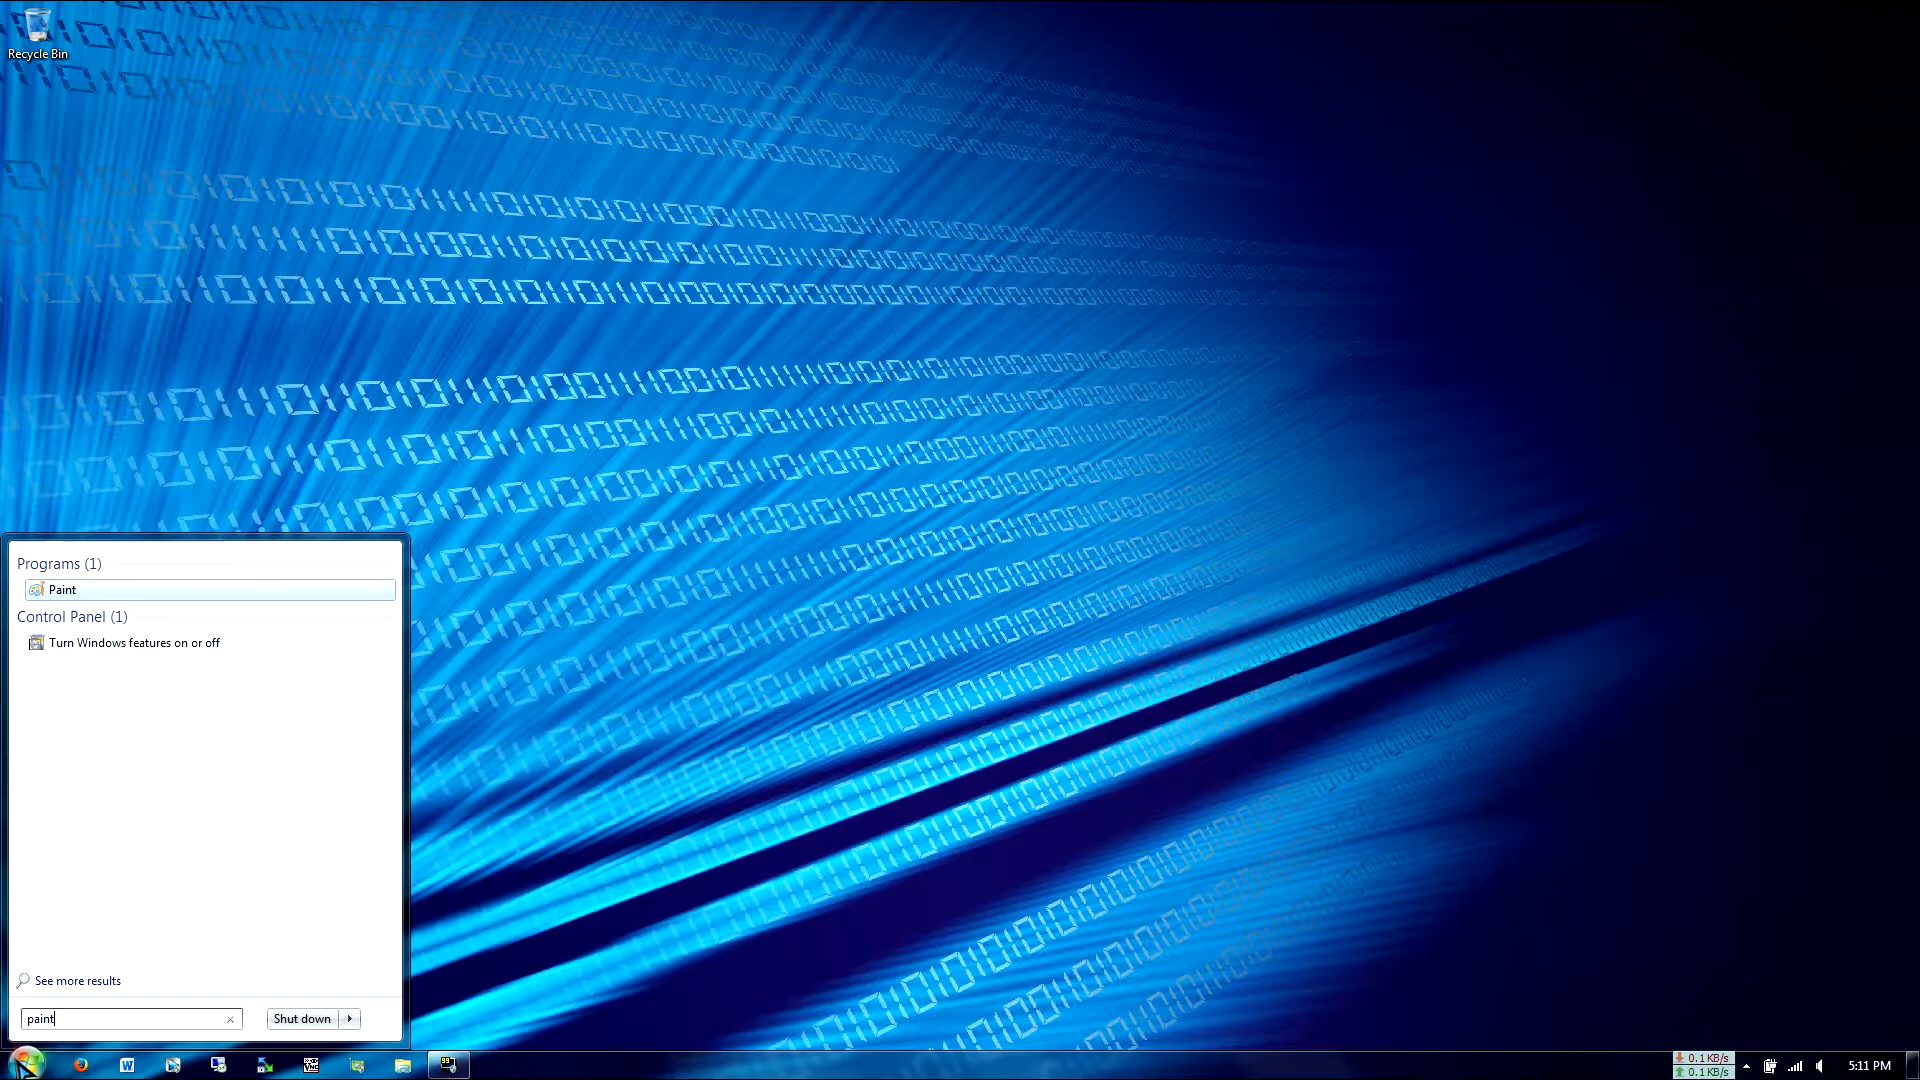 Recycle Bin
Programs (1)
Paint
Control Panel (1)
Turn Windows features on or off
See more results
paint
Shut down
0.1 KB/s
0.1 KB/s
5:11 PM